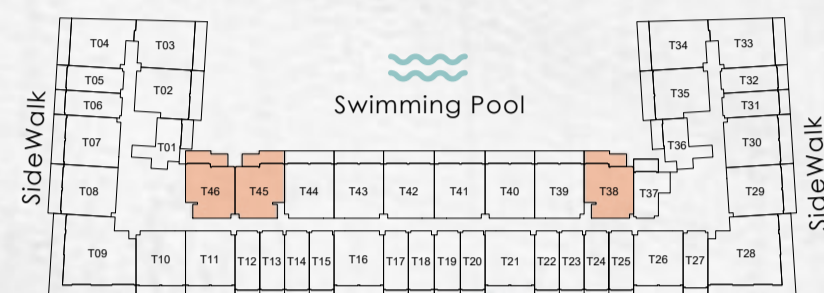 T04 T03
T05
T06
T02
T07
T01
T08
T09
SideWalk
Swimming Pool
T34 T33
T35
T32
T31
T36
T30
T29
T28
SideWalk
T46 T45 T44 T43 T42 T41 T40 T39 T38 T37
T10 T11 T12 T13 T14 T15 T16 T17 T18 T19 T20 T21 T22 T23 T24 T25 T26 T27